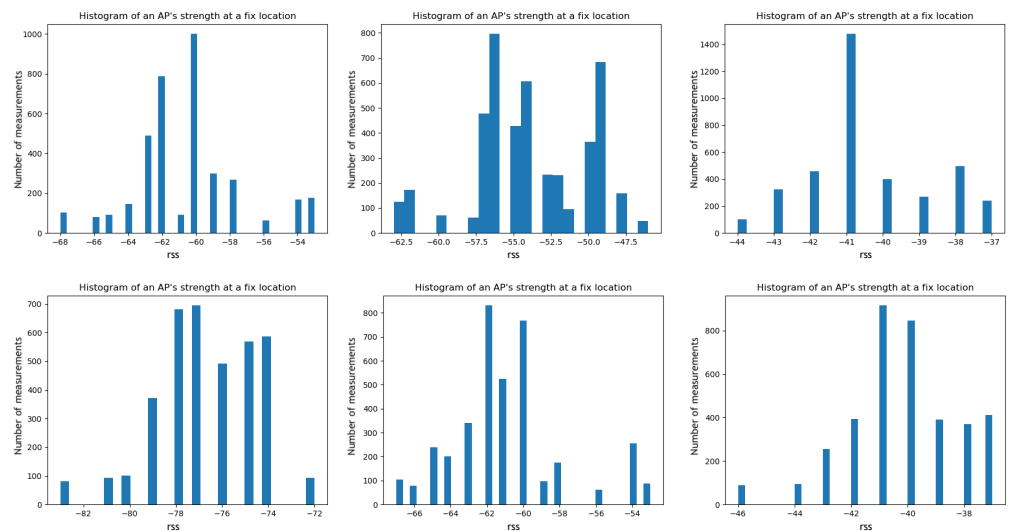 Histogram of an AP's strength at a fix location
Number of measurements
1000
800
600
400
200
0
−68 −66 −64 −62 −60 −58 −56 −54
rss
Histogram of an AP's strength at a fix location
Number of measurements
800
700
600
500
400
300
200
100
0
−62.5 −60.0 −57.5 −55.0 −52.5 −50.0 −47.5
rss
Histogram of an AP's strength at a fix location
Number of measurements
1400
1200
1000
800
600
400
200
0
−44 −43 −42 −41 −40 −39 −38 −37
rss
Histogram of an AP's strength at a fix location
Number of measurements
700
600
500
400
300
200
100
0
−82 −80 −78 −76 −74 −72
rss
Histogram of an AP's strength at a fix location
Number of measurements
800
700
600
500
400
300
200
100
0
−66 −64 −62 −60 −58 −56 −54
rss
Histogram of an AP's strength at a fix location
Number of measurements
800
600
400
200
0
−46 −44 −42 −40 −38
rss